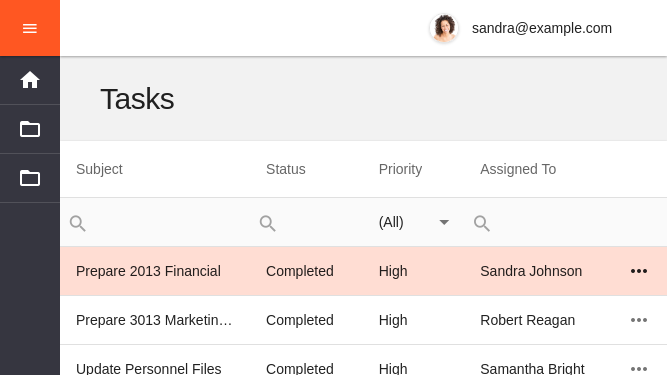 sandra@example.com
Tasks
Subject Status Priority Assigned To
(All)
Prepare 2013 Financial Completed High Sandra Johnson
Prepare 3013 Marketin… Completed High Robert Reagan
Update Personnel Files Completed High Samantha Bright